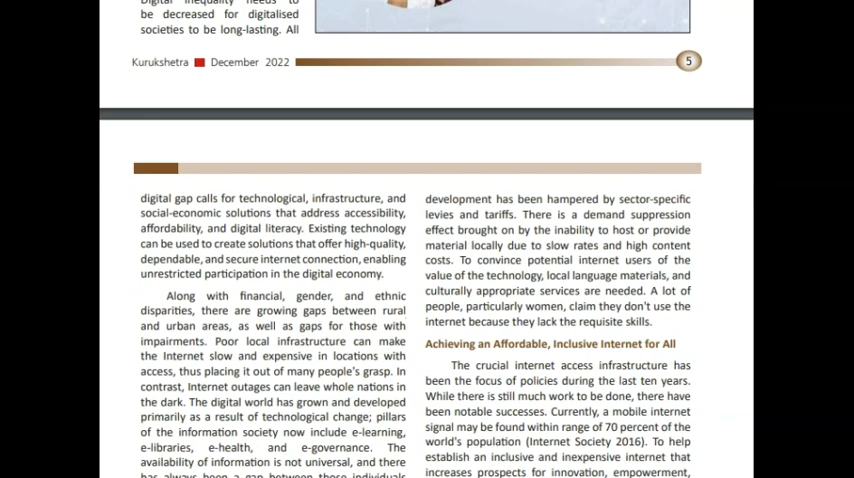 Digital inequality needs to
be decreased for digitalised
societies to be long-lasting. All
Kurukshetra December 2022
5
digital gap calls for technological, infrastructure, and
social-economic solutions that address accessibility,
affordability, and digital literacy. Existing technology
can be used to create solutions that offer high-quality,
dependable, and secure internet connection, enabling
unrestricted participation in the digital economy.
Along with financial, gender, and ethnic
disparities, there are growing gaps between rural
and urban areas, as well as gaps for those with
impairments. Poor local infrastructure can make
the Internet slow and expensive in locations with
access, thus placing it out of many people's grasp. In
contrast, Internet outages can leave whole nations in
the dark. The digital world has grown and developed
primarily as a result of technological change; pillars
of the information society now include e-learning,
e-libraries, e-health, and e-governance. The
availability of information is not universal, and there
has always been a gap between those individuals
development has been hampered by sector-specific
levies and tariffs. There is a demand suppression
effect brought on by the inability to host or provide
material locally due to slow rates and high content
costs. To convince potential internet users of the
value of the technology, local language materials, and
culturally appropriate services are needed. A lot of
people, particularly women, claim they don't use the
internet because they lack the requisite skills.
Achieving an Affordable, Inclusive Internet for All
The crucial internet access infrastructure has
been the focus of policies during the last ten years.
While there is still much work to be done, there have
been notable successes. Currently, a mobile internet
signal may be found within range of 70 percent of the
world's population (Internet Society 2016). To help
establish an inclusive and inexpensive internet that
increases prospects for innovation, empowerment,